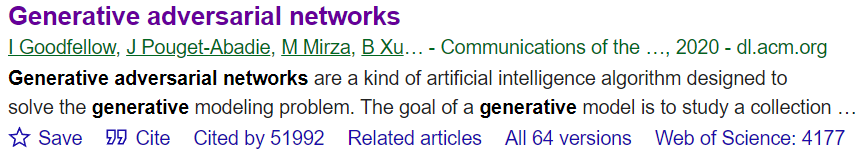 Generative adversarial networks
I Goodfellow, J Pouget-Abadie, M Mirza, B Xu… - Communications of the …, 2020 - dl.acm.org
Generative adversarial networks are a kind of artificial intelligence algorithm designed to
solve the generative modeling problem. The goal of a generative model is to study a collection …
Save Cite Cited by 51992 Related articles All 64 versions Web of Science: 4177